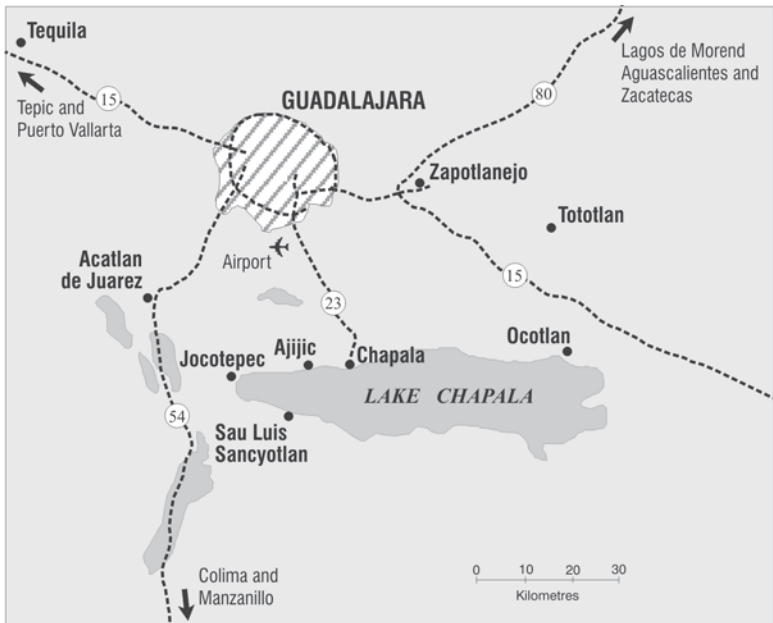 Tequila
Tepic and
Puerto Vallarta
15
GUADALAJARA
80
Lagos de Morend
Aguascalientes and
Zacatecas
Zapotlanejo
Tototlan
Airport
Acatlan
de Juarez
15
23
Jocotepec
Ajijic
Chapala
Ocotlan
LAKE CHAPALA
54
Sau Luis
Sancyotlan
Colima and
Manzanillo
0 10 20 30
Kilometres